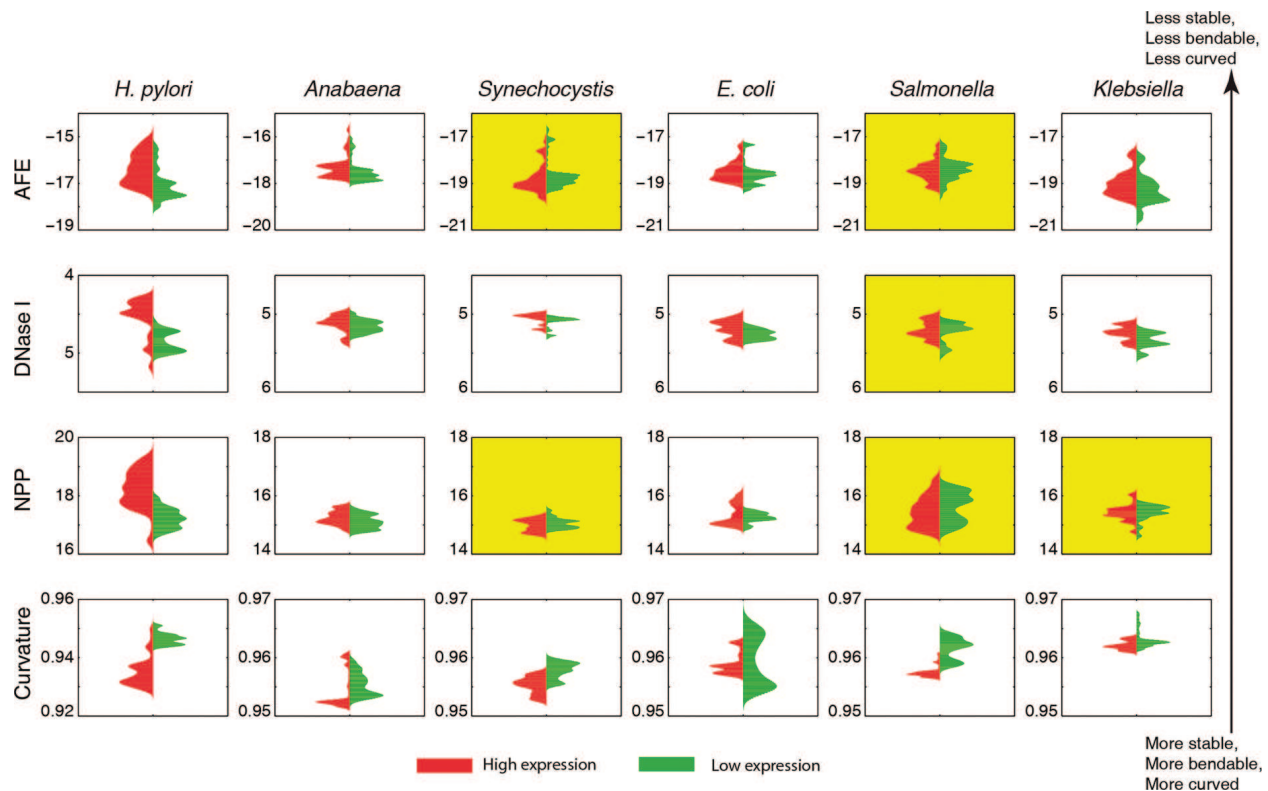 Less stable,
Less bendable,
Less curved
H. pylori Anabaena Synechocystis E. coli Salmonella Klebsiella
AFE
−15 −16 −17 −17 −17 −17
−17 −18 −19 −19 −19 −19
−19 −20 −21 −21 −21 −21
DNase I
4
5 5 5 5 5
5
6 6 6 6 6
NPP
20 18 18 18 18 18
18 16 16 16 16 16
16 14 14 14 14 14
Curvature
0.96 0.97 0.97 0.97 0.97 0.97
0.94 0.96 0.96 0.96 0.96 0.96
0.92 0.95 0.95 0.95 0.95 0.95
High expression Low expression
More stable,
More bendable,
More curved